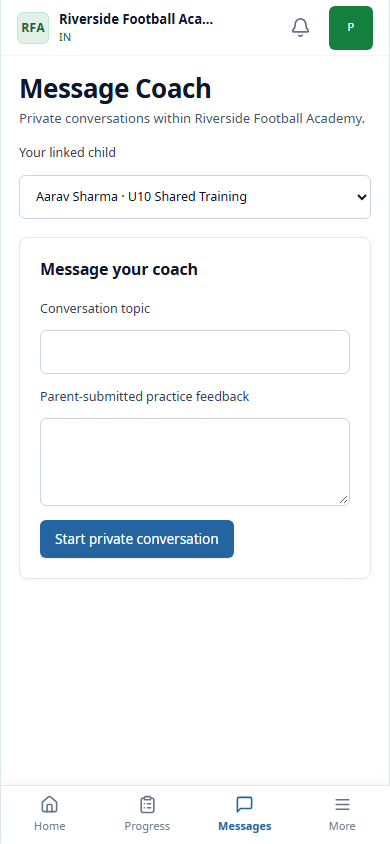 RFA
Riverside Football Aca...
IN
P
Message Coach
Private conversations within Riverside Football Academy.
Your linked child
Aarav Sharma · U10 Shared Training
Message your coach
Conversation topic
Parent-submitted practice feedback
Start private conversation
Home
Progress
Messages
More